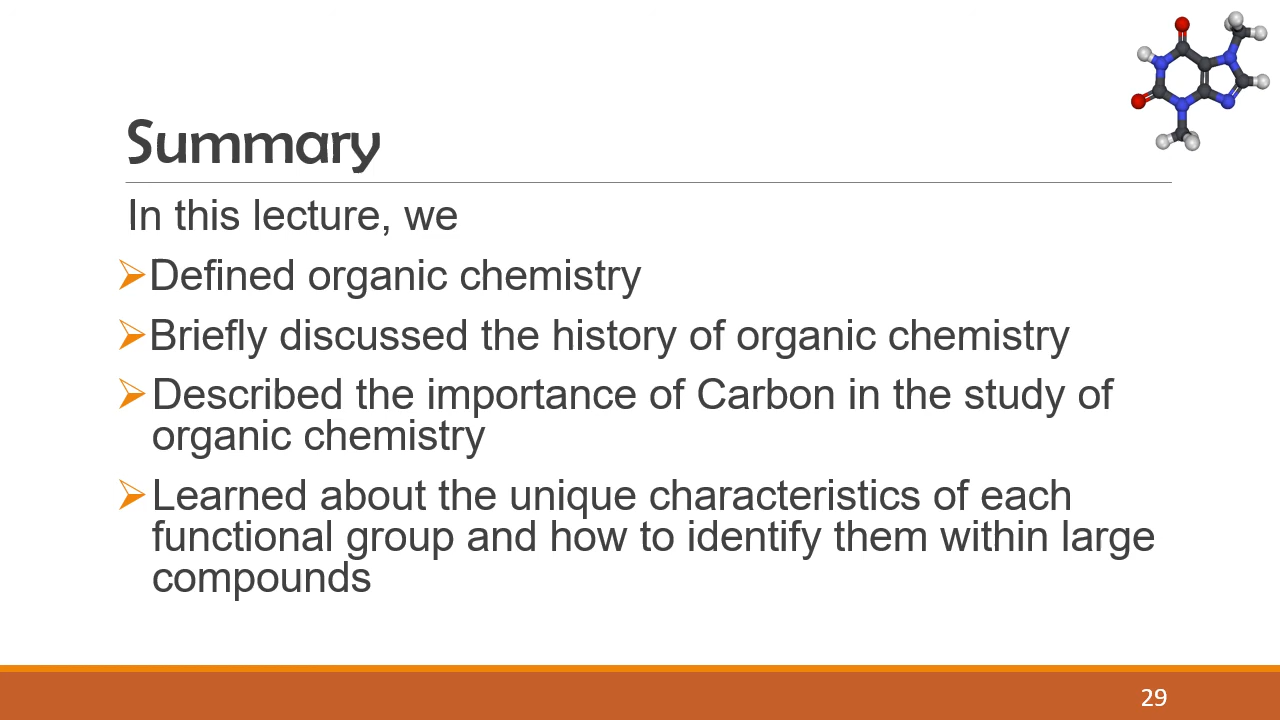 Summary
In this lecture, we
➢Defined organic chemistry
➢Briefly discussed the history of organic chemistry
➢Described the importance of Carbon in the study of
organic chemistry
➢Learned about the unique characteristics of each
functional group and how to identify them within large
compounds
29